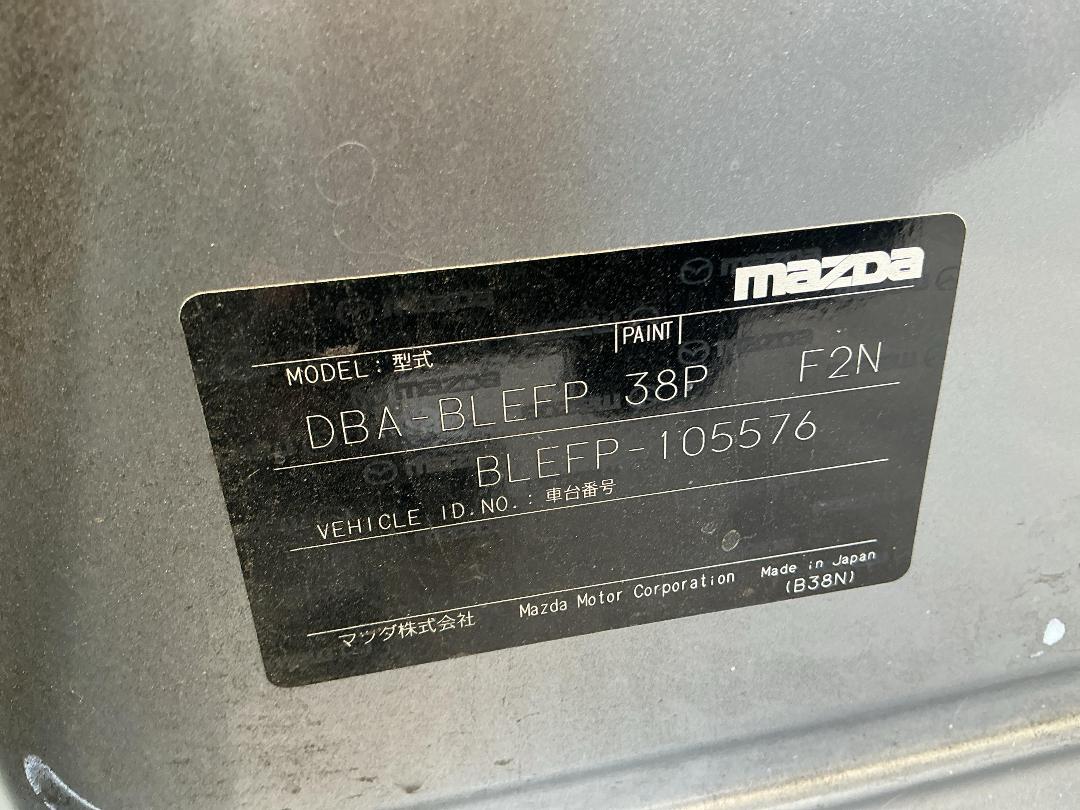 mazda
MODEL : 型式 PAINT
DBA-BLEFP 38P F2N
BLEFP-105576
VEHICLE ID.NO. : 車台番号
マツダ株式会社 Mazda Motor Corporation Made in Japan
(B38N)